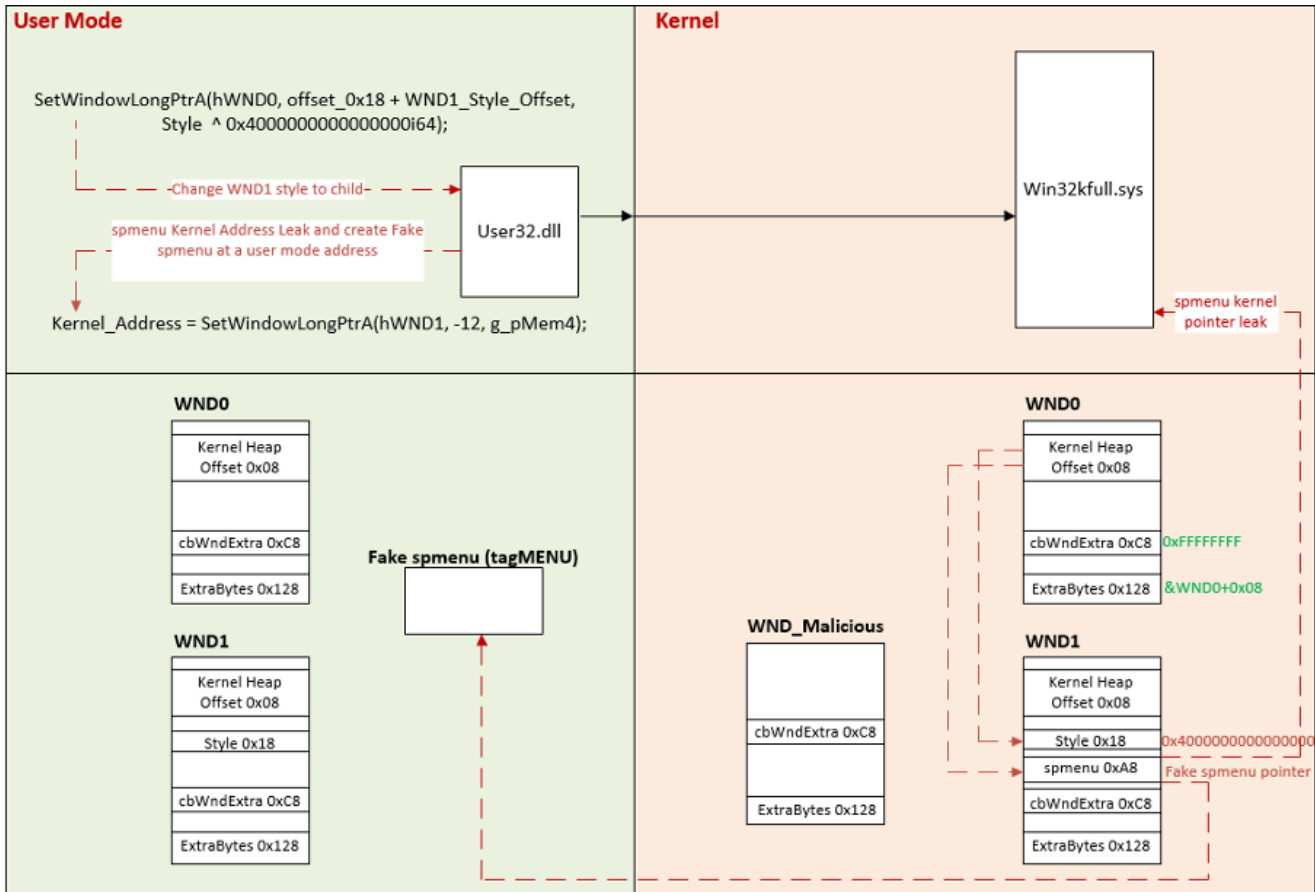 User Mode
Kernel
SetWindowLongPtrA(hWND0, offset_0x18 + WND1_Style_Offset,
Style ^ 0x4000000000000000i64);
Change WND1 style to child
spmenu Kernel Address Leak and create Fake
spmenu at a user mode address
User32.dll
Win32kfull.sys
Kernel_Address = SetWindowLongPtrA(hWND1, -12, g_pMem4);
spmenu kernel
pointer leak
WND0
Kernel Heap
Offset 0x08
cbWndExtra 0xC8
ExtraBytes 0x128
Fake spmenu (tagMENU)
WND1
Kernel Heap
Offset 0x08
Style 0x18
cbWndExtra 0xC8
ExtraBytes 0x128
WND_Malicious
cbWndExtra 0xC8
ExtraBytes 0x128
WND0
Kernel Heap
Offset 0x08
cbWndExtra 0xC8
0xFFFFFFFF
ExtraBytes 0x128
&WND0+0x08
WND1
Kernel Heap
Offset 0x08
Style 0x18
0x4000000000000000
spmenu 0xA8
Fake spmenu pointer
cbWndExtra 0xC8
ExtraBytes 0x128